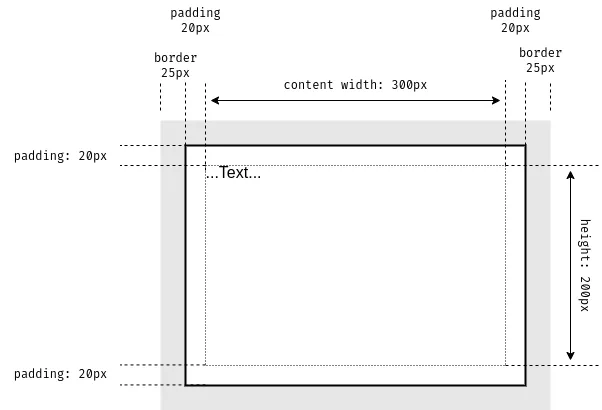 padding
20px
padding
20px
border
25px
border
25px
content width: 300px
padding: 20px
...Text...
height: 200px
padding: 20px